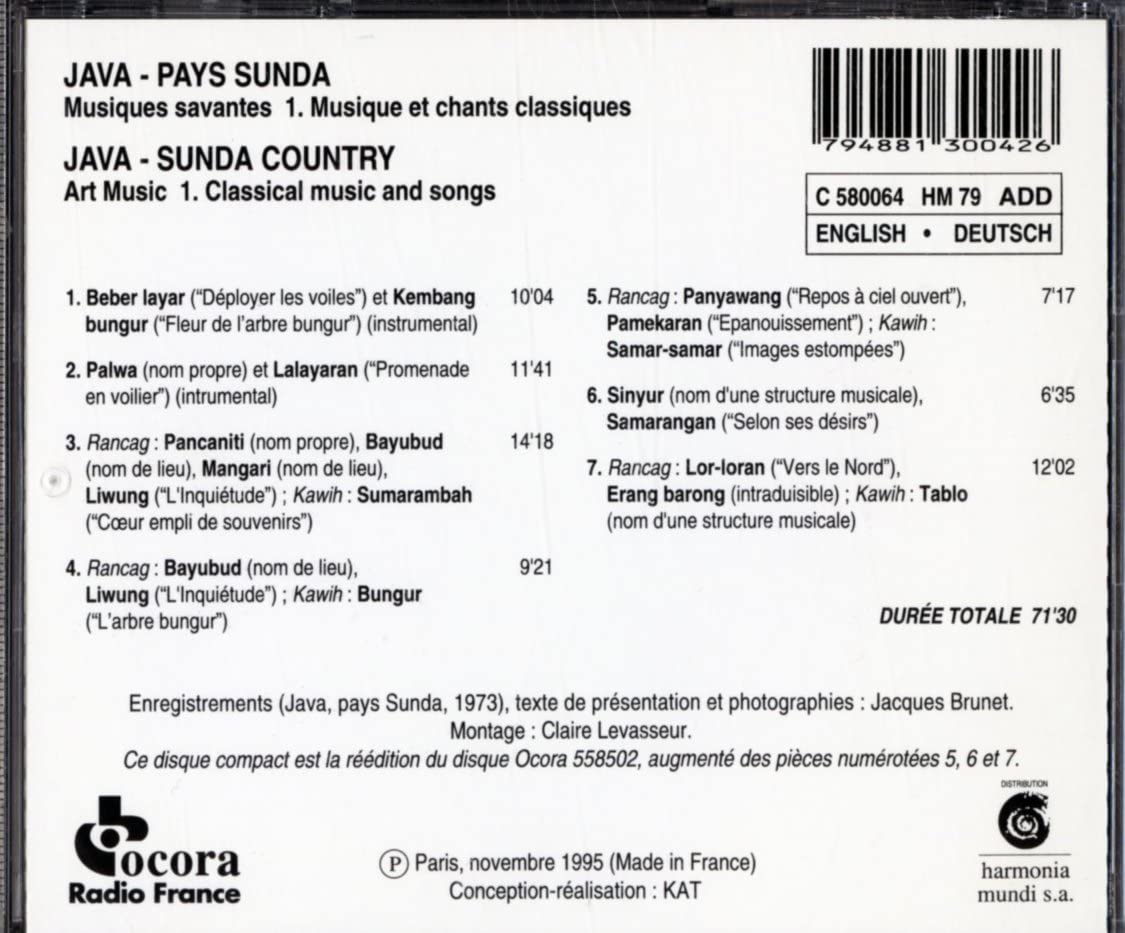 JAVA - PAYS SUNDA
Musiques savantes 1. Musique et chants classiques
JAVA - SUNDA COUNTRY
Art Music 1. Classical music and songs
794881 300426
C 580064 HM 79 ADD
ENGLISH • DEUTSCH
1. Beber layar (“Déployer les voiles”) et Kembang 10'04
bungur (“Fleur de l’arbre bungur”) (instrumental)
2. Palwa (nom propre) et Lalayaran (“Promenade 11'41
en voilier”) (intrumental)
3. Rancag : Pancaniti (nom propre), Bayubud 14'18
(nom de lieu), Mangari (nom de lieu),
Liwung (“L'Inquiétude”) ; Kawih : Sumarambah
(“Cœur empli de souvenirs”)
4. Rancag : Bayubud (nom de lieu), 9'21
Liwung (“L'Inquiétude”) ; Kawih : Bungur
(“L’arbre bungur”)
5. Rancag : Panyawang (“Repos à ciel ouvert”), 7'17
Pamekaran (“Epanouissement”) ; Kawih :
Samar-samar (“Images estompées”)
6. Sinyur (nom d'une structure musicale), 6'35
Samarangan (“Selon ses désirs”)
7. Rancag : Lor-loran (“Vers le Nord”), 12'02
Erang barong (intraduisible) ; Kawih : Tablo
(nom d'une structure musicale)
DURÉE TOTALE 71'30
Enregistrements (Java, pays Sunda, 1973), texte de présentation et photographies : Jacques Brunet.
Montage : Claire Levasseur.
Ce disque compact est la réédition du disque Ocora 558502, augmenté des pièces numérotées 5, 6 et 7.
ocora
Radio France
Ⓟ Paris, novembre 1995 (Made in France)
Conception-réalisation : KAT
DISTRIBUTION
harmonia
mundi s.a.